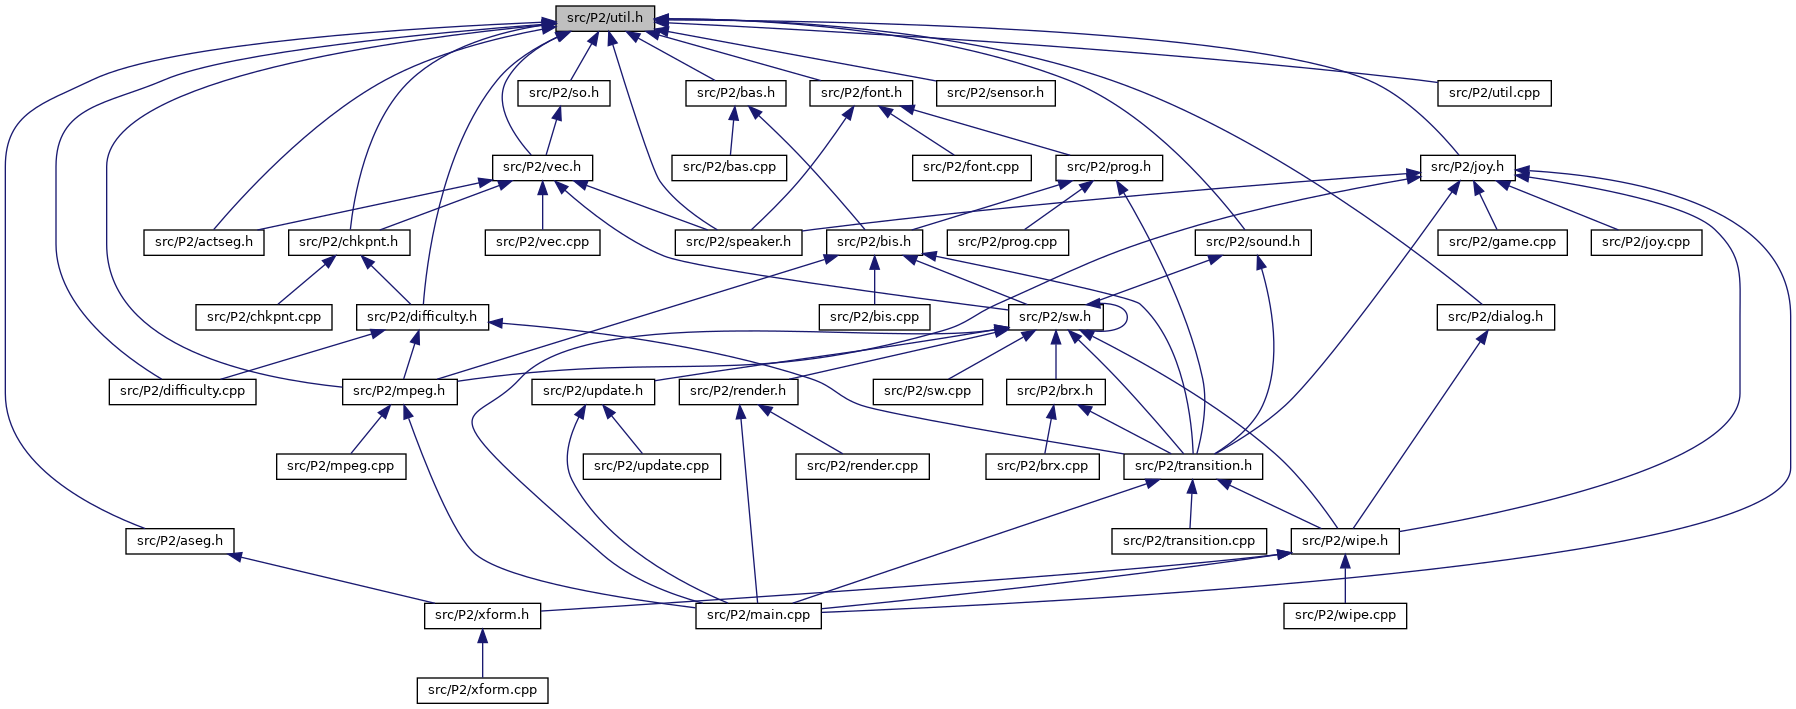 src/P2/util.h
src/P2/so.h
src/P2/bas.h
src/P2/font.h
src/P2/sensor.h
src/P2/util.cpp
src/P2/vec.h
src/P2/bas.cpp
src/P2/font.cpp
src/P2/prog.h
src/P2/joy.h
src/P2/actseg.h
src/P2/chkpnt.h
src/P2/vec.cpp
src/P2/speaker.h
src/P2/bis.h
src/P2/prog.cpp
src/P2/sound.h
src/P2/game.cpp
src/P2/joy.cpp
src/P2/chkpnt.cpp
src/P2/difficulty.h
src/P2/bis.cpp
src/P2/sw.h
src/P2/dialog.h
src/P2/difficulty.cpp
src/P2/mpeg.h
src/P2/update.h
src/P2/render.h
src/P2/sw.cpp
src/P2/brx.h
src/P2/mpeg.cpp
src/P2/update.cpp
src/P2/render.cpp
src/P2/brx.cpp
src/P2/transition.h
src/P2/aseg.h
src/P2/transition.cpp
src/P2/wipe.h
src/P2/xform.h
src/P2/main.cpp
src/P2/wipe.cpp
src/P2/xform.cpp